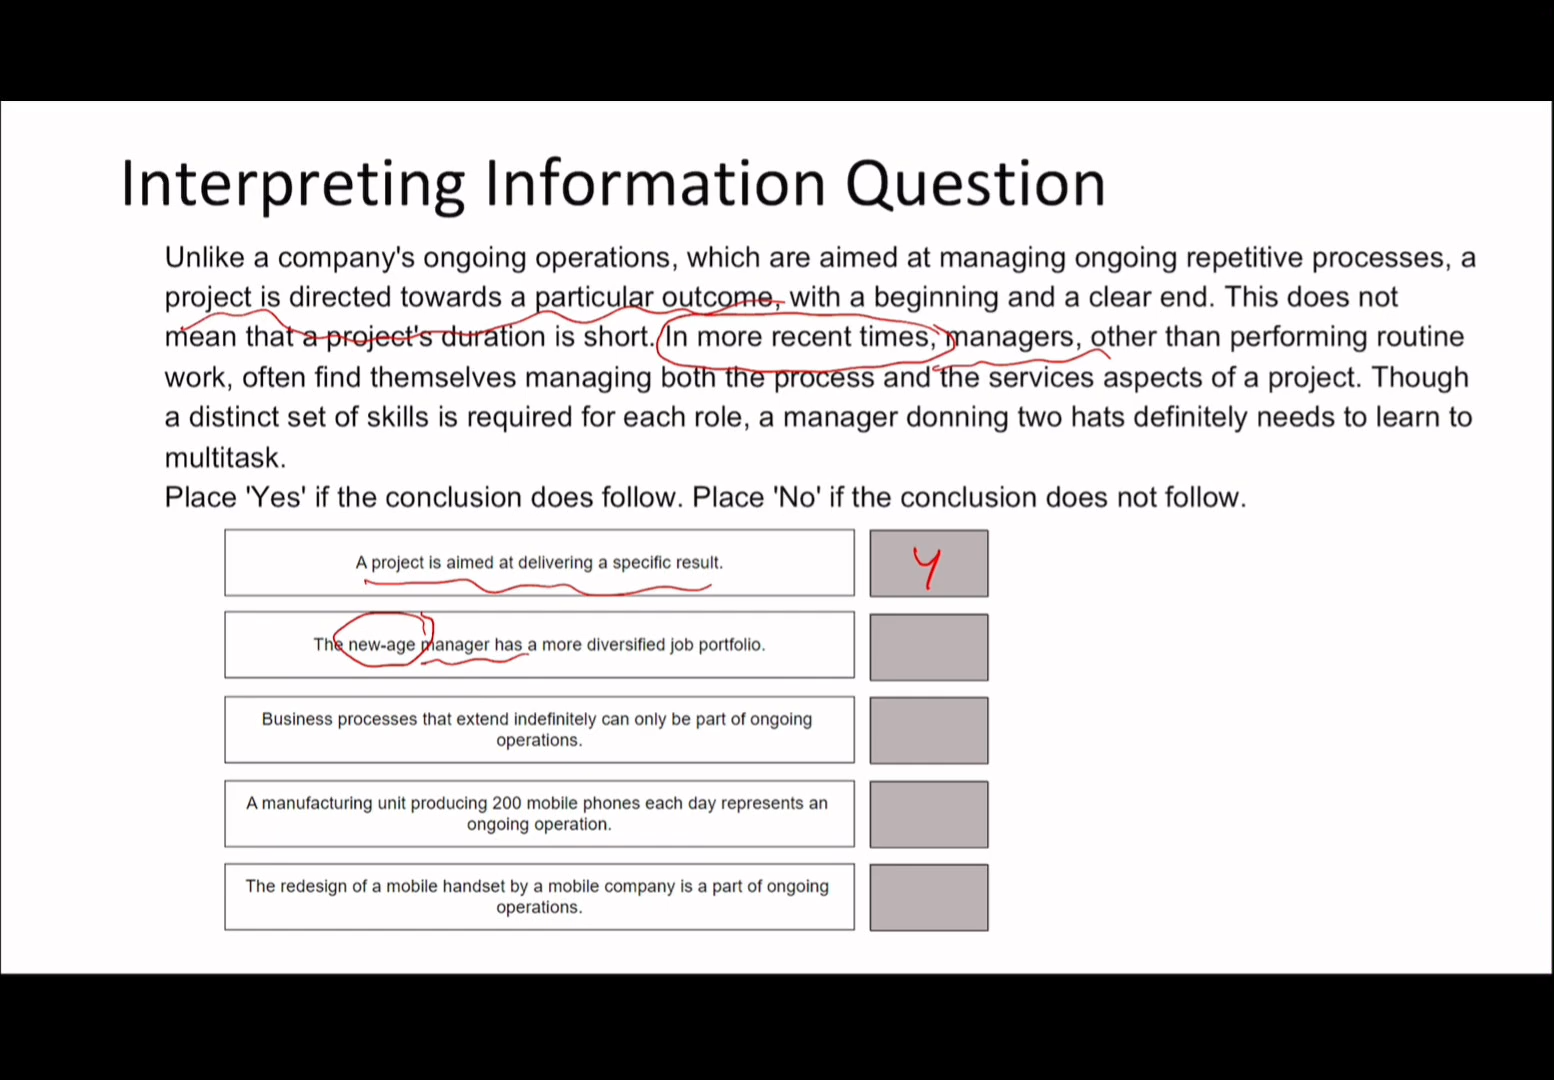 Interpreting Information Question
Unlike a company's ongoing operations, which are aimed at managing ongoing repetitive processes, a
project is directed towards a particular outcome, with a beginning and a clear end. This does not
mean that a project's duration is short. In more recent times, managers, other than performing routine
work, often find themselves managing both the process and the services aspects of a project. Though
a distinct set of skills is required for each role, a manager donning two hats definitely needs to learn to
multitask.
Place 'Yes' if the conclusion does follow. Place 'No' if the conclusion does not follow.
A project is aimed at delivering a specific result.
Y
The new-age manager has a more diversified job portfolio.
Business processes that extend indefinitely can only be part of ongoing
operations.
A manufacturing unit producing 200 mobile phones each day represents an
ongoing operation.
The redesign of a mobile handset by a mobile company is a part of ongoing
operations.